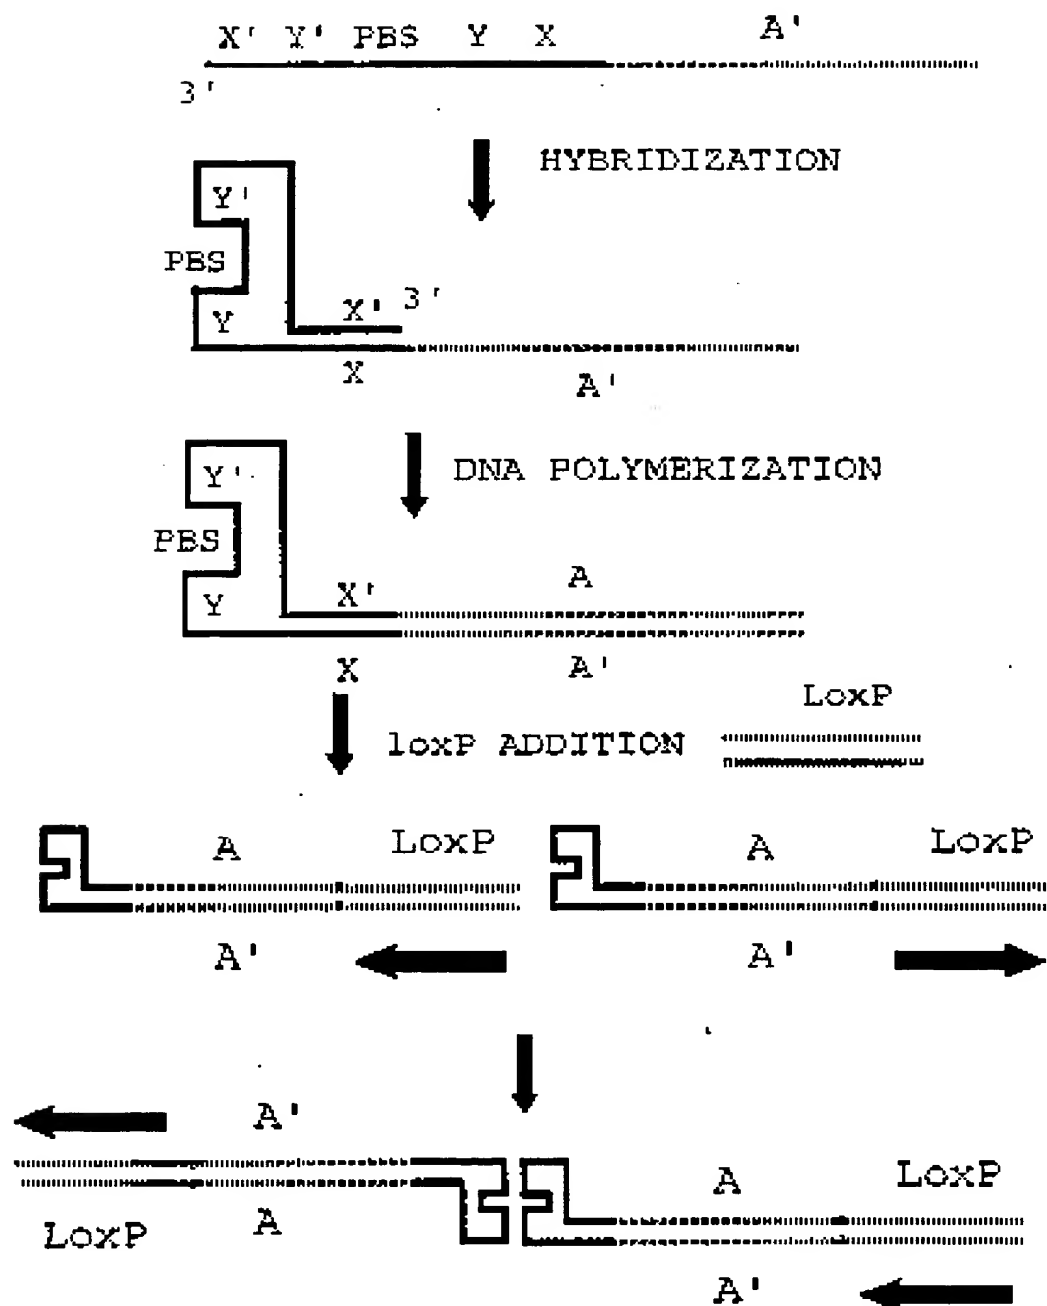 X' Y' PBS Y X A'
3'
HYBRIDIZATION
Y'
PBS
Y X' 3'
X A'
DNA POLYMERIZATION
Y'
PBS
Y X' A
X A'
LoxP
loxP ADDITION
A LoxP A LoxP
A' A'
A'
A LoxP
LoxP A
A'